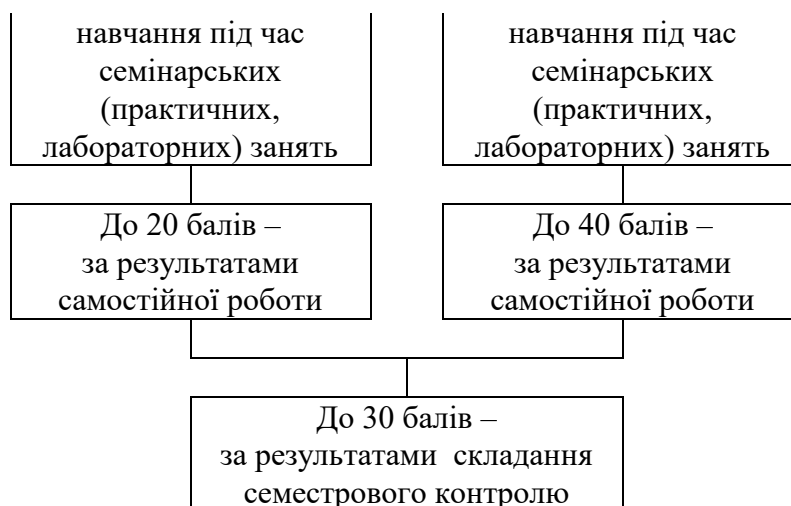 навчання під час
семінарських
(практичних,
лабораторних) занять
навчання під час
семінарських
(практичних,
лабораторних) занять
До 20 балів –
за результатами
самостійної роботи
До 40 балів –
за результатами
самостійної роботи
До 30 балів –
за результатами складання
семестрового контролю